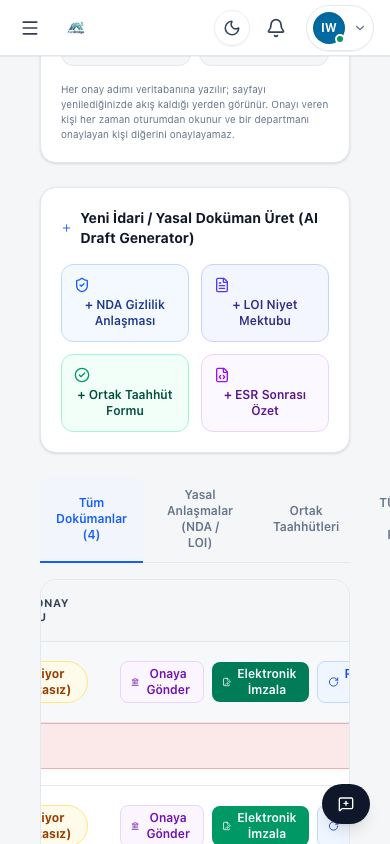 IW
Her onay adımı veritabanına yazılır; sayfayı
yenilediğinizde akış kaldığı yerden görünür. Onayı veren
kişi her zaman oturumdan okunur ve bir departmanı
onaylayan kişi diğerini onaylayamaz.
Yeni İdari / Yasal Doküman Üret (AI
Draft Generator)
+ NDA Gizlilik
Anlaşması
+ LOI Niyet
Mektubu
+ Ortak Taahhüt
Formu
+ ESR Sonrası
Özet
Tüm
Dokümanlar
(4)
Yasal
Anlaşmalar
(NDA /
LOI)
Ortak
Taahhütleri
ONAY
Onaya
Gönder
Elektronik
İmzala
Onaya
Gönder
Elektronik
İmzala